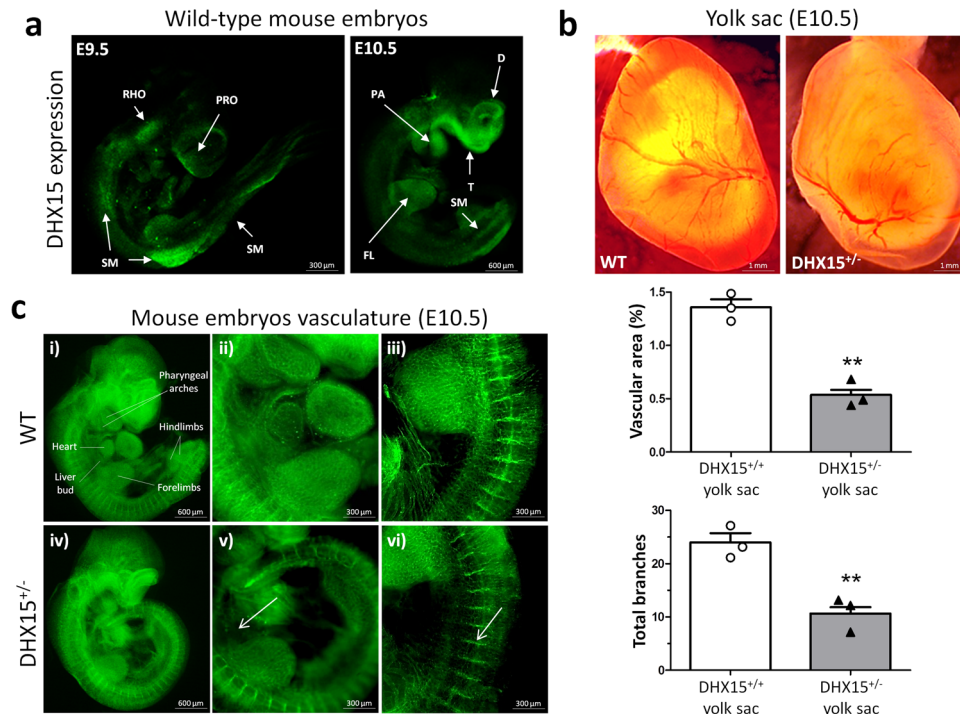 a
Wild-type mouse embryos
DHX15 expression
E9.5
RHO
PRO
SM
SM
300 µm
E10.5
D
PA
T
SM
FL
600 µm
b
Yolk sac (E10.5)
WT
1 mm
DHX15+/-
1 mm
Vascular area (%)
1.5
1.0
0.5
0.0
**
DHX15+/+
yolk sac
DHX15+/-
yolk sac
Total branches
30
20
10
0
**
DHX15+/+
yolk sac
DHX15+/-
yolk sac
c
Mouse embryos vasculature (E10.5)
WT
i)
Pharyngeal
arches
Hindlimbs
Heart
Liver
bud
Forelimbs
600 µm
ii)
300 µm
iii)
300 µm
DHX15+/-
iv)
600 µm
v)
300 µm
vi)
300 µm